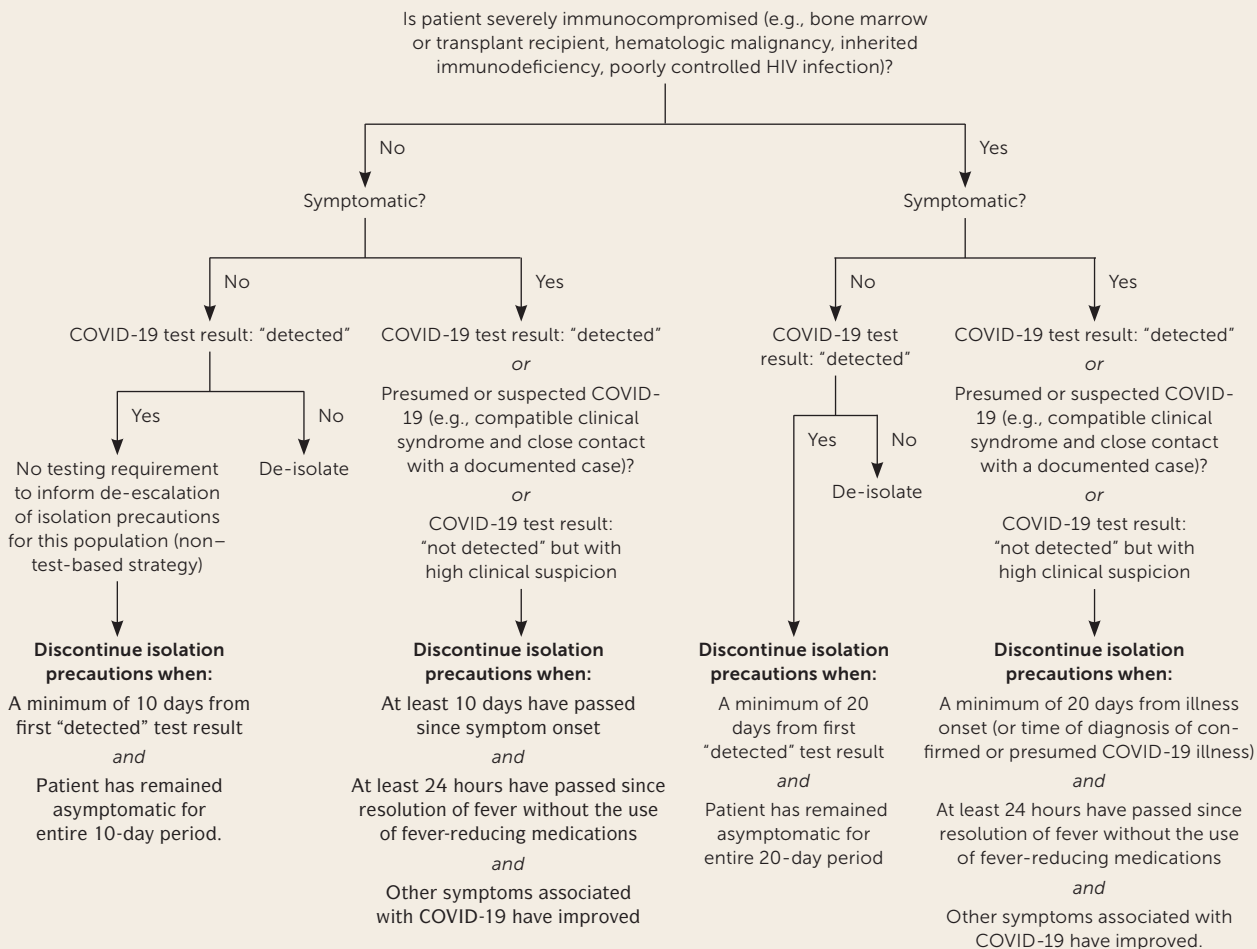 Is patient severely immunocompromised (e.g., bone marrow
or transplant recipient, hematologic malignancy, inherited
immunodeficiency, poorly controlled HIV infection)?
No
Yes
Symptomatic?
Symptomatic?
No
Yes
No
Yes
COVID-19 test result: “detected”
COVID-19 test result: “detected”
or
Presumed or suspected COVID-
19 (e.g., compatible clinical
syndrome and close contact
with a documented case)?
or
COVID-19 test result:
“not detected” but with
high clinical suspicion
COVID-19 test
result: “detected”
COVID-19 test result: “detected”
or
Presumed or suspected COVID-
19 (e.g., compatible clinical
syndrome and close contact
with a documented case)?
or
COVID-19 test result:
“not detected” but with
high clinical suspicion
Yes
No
Yes
No
No testing requirement
to inform de-escalation
of isolation precautions
for this population (non–
test-based strategy)
De-isolate
De-isolate
Discontinue isolation
precautions when:
A minimum of 10 days from
first “detected” test result
and
Patient has remained
asymptomatic for
entire 10-day period.
Discontinue isolation
precautions when:
At least 10 days have passed
since symptom onset
and
At least 24 hours have passed since
resolution of fever without the use
of fever-reducing medications
and
Other symptoms associated
with COVID-19 have improved
Discontinue isolation
precautions when:
A minimum of 20
days from first
“detected” test result
and
Patient has remained
asymptomatic for
entire 20-day period
Discontinue isolation
precautions when:
A minimum of 20 days from illness
onset (or time of diagnosis of con-
firmed or presumed COVID-19 illness)
and
At least 24 hours have passed since
resolution of fever without the use
of fever-reducing medications
and
Other symptoms associated with
COVID-19 have improved.